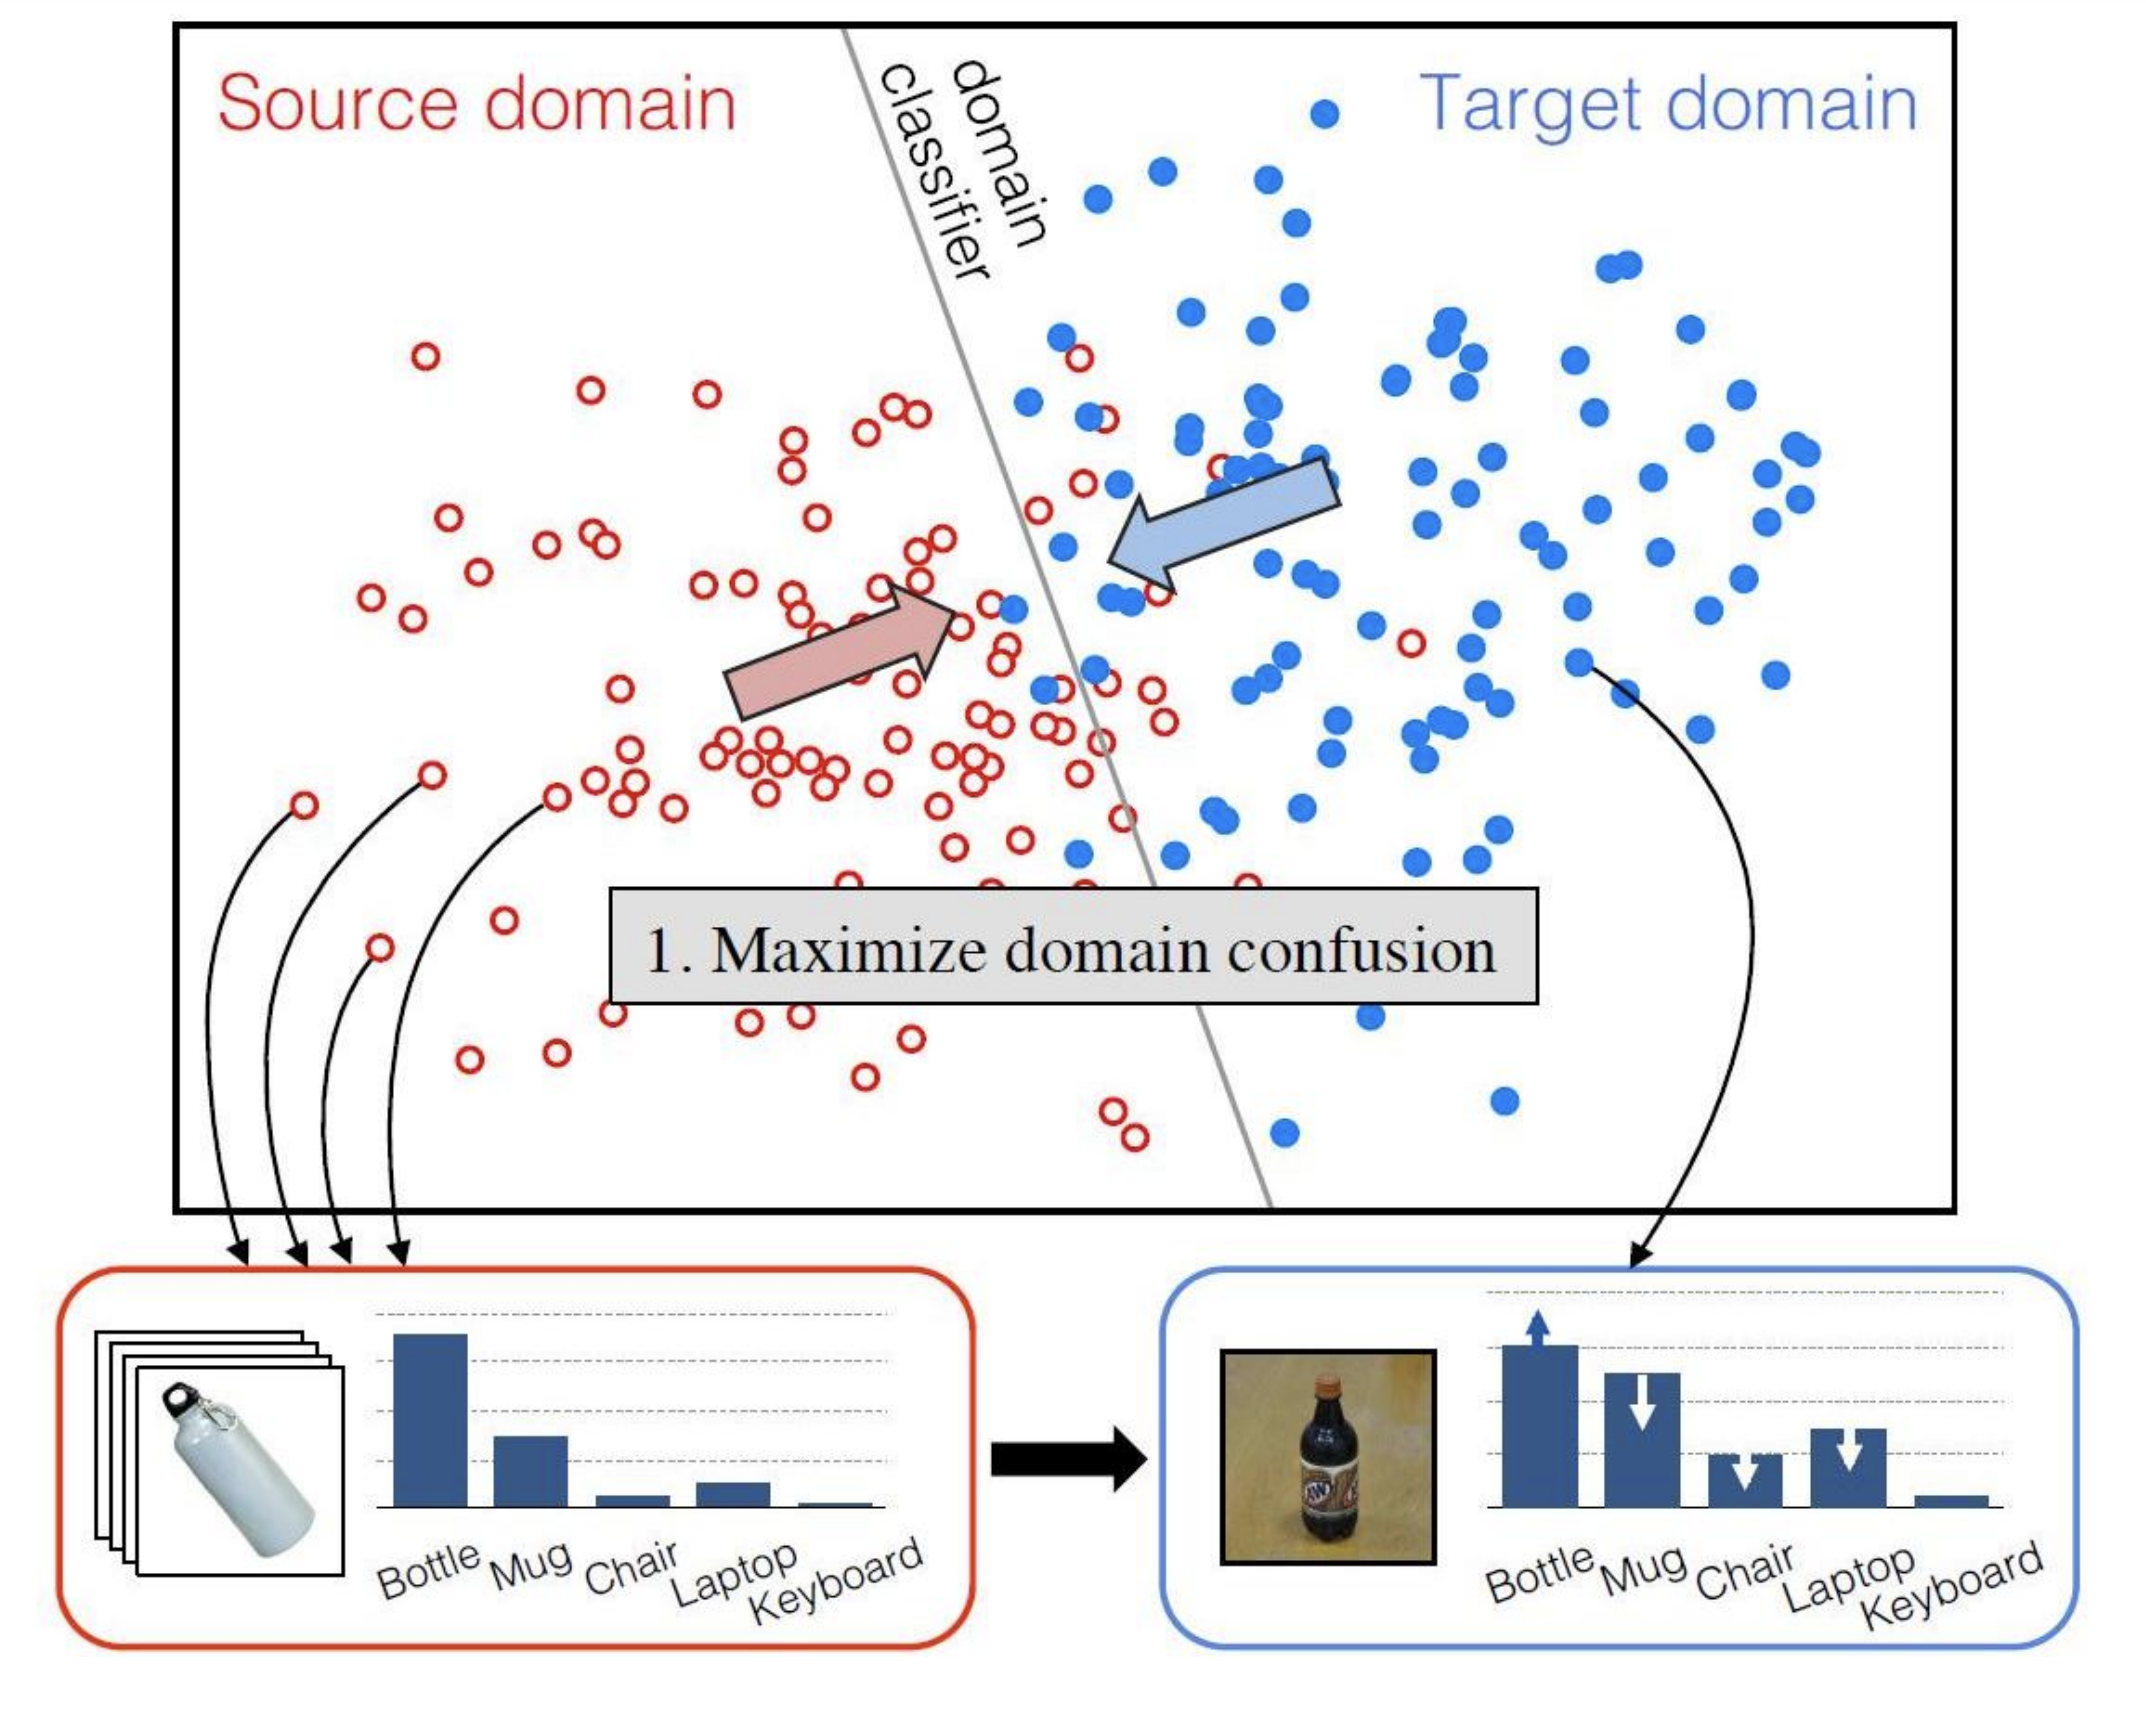 Source domain
domain
classifier
Target domain
1. Maximize domain confusion
Bottle
Mug
Chair
Laptop
Keyboard
AW
Bottle
Mug
Chair
Laptop
Keyboard